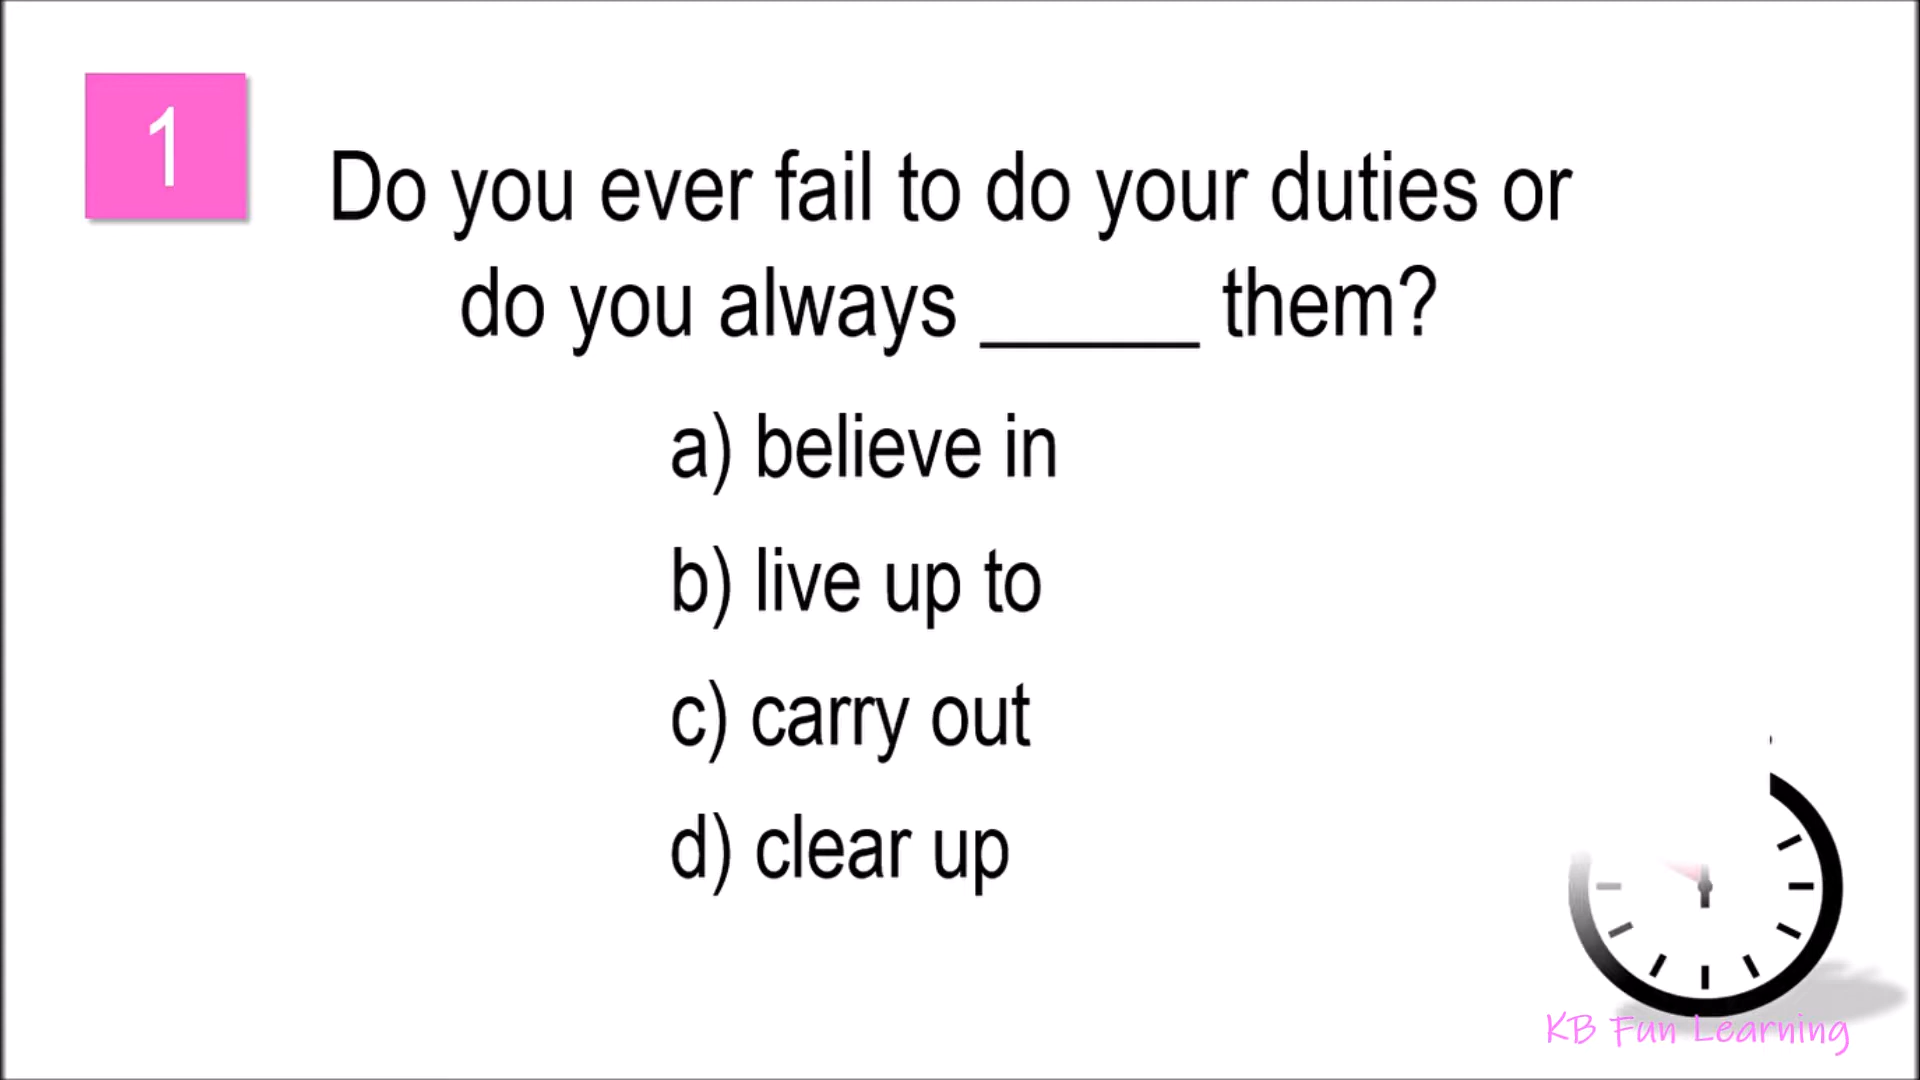 1
Do you ever fail to do your duties or
do you always ______ them?
a) believe in
b) live up to
c) carry out
d) clear up
KB Fun Learning